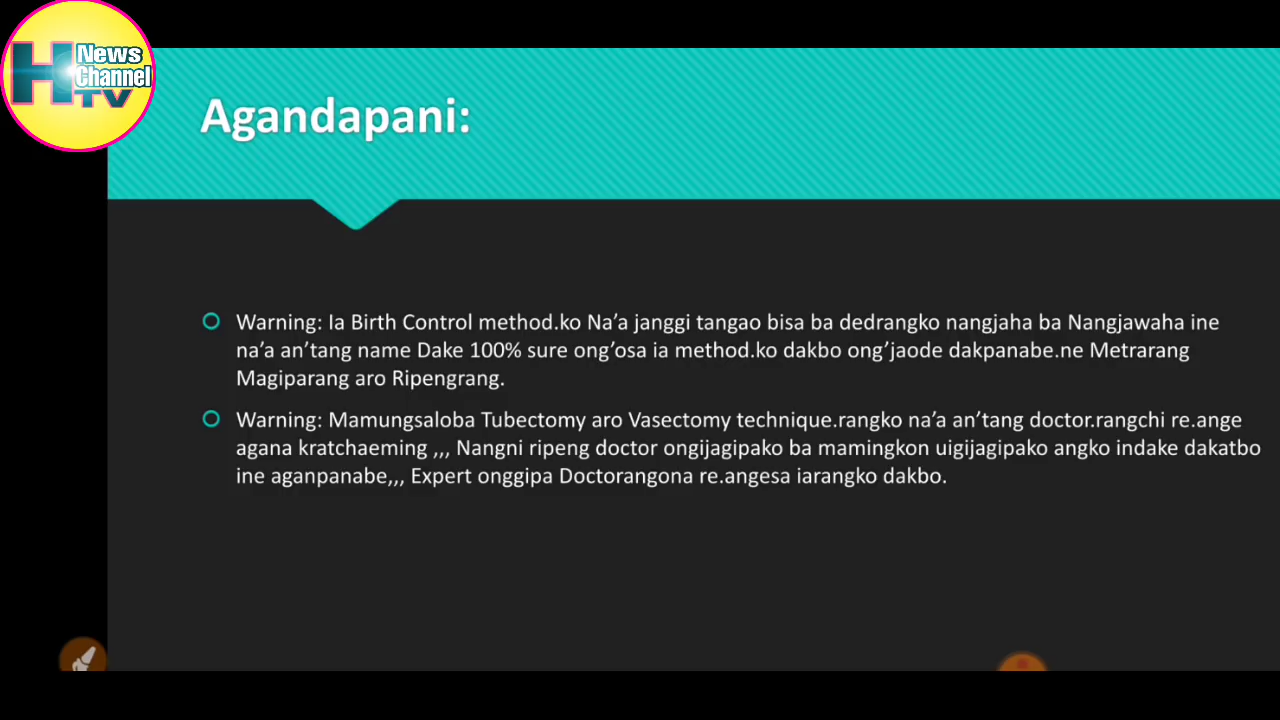 H News
Channel
TV
Agandapani:
Warning: Ia Birth Control method.ko Na’a janggi tangao bisa ba dedrangko nangjaha ba Nangjawaha ine
na’a an’tang name Dake 100% sure ong’osa ia method.ko dakbo ong’jaode dakpanabe.ne Metrarang
Magiparang aro Ripengrang.
Warning: Mamungsaloba Tubectomy aro Vasectomy technique.rangko na’a an’tang doctor.rangchi re.ange
agana kratchaeming ,,, Nangni ripeng doctor ongijagipako ba mamingkon uigijagipako angko indake dakatbo
ine aganpanabe,,, Expert onggipa Doctorangona re.angesa iarangko dakbo.